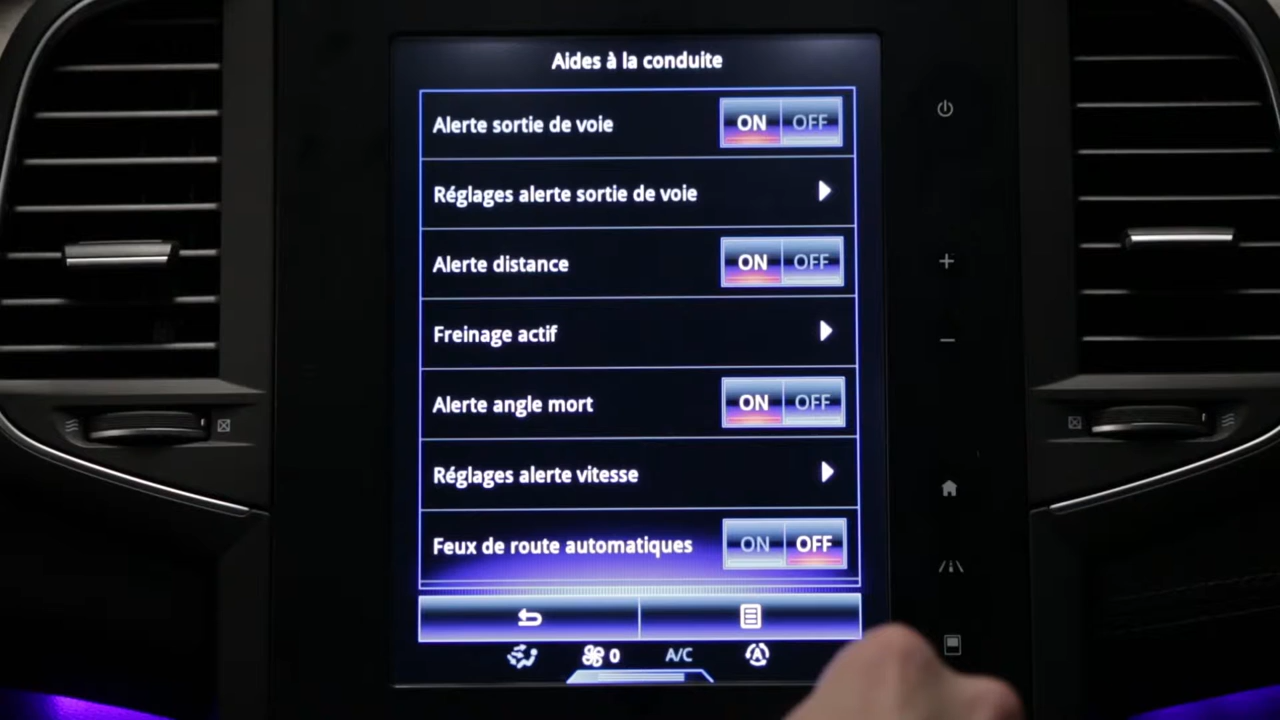 Aides à la conduite
Alerte sortie de voie ON OFF
Réglages alerte sortie de voie
Alerte distance ON OFF
Freinage actif
Alerte angle mort ON OFF
Réglages alerte vitesse
Feux de route automatiques ON OFF
0 A/C